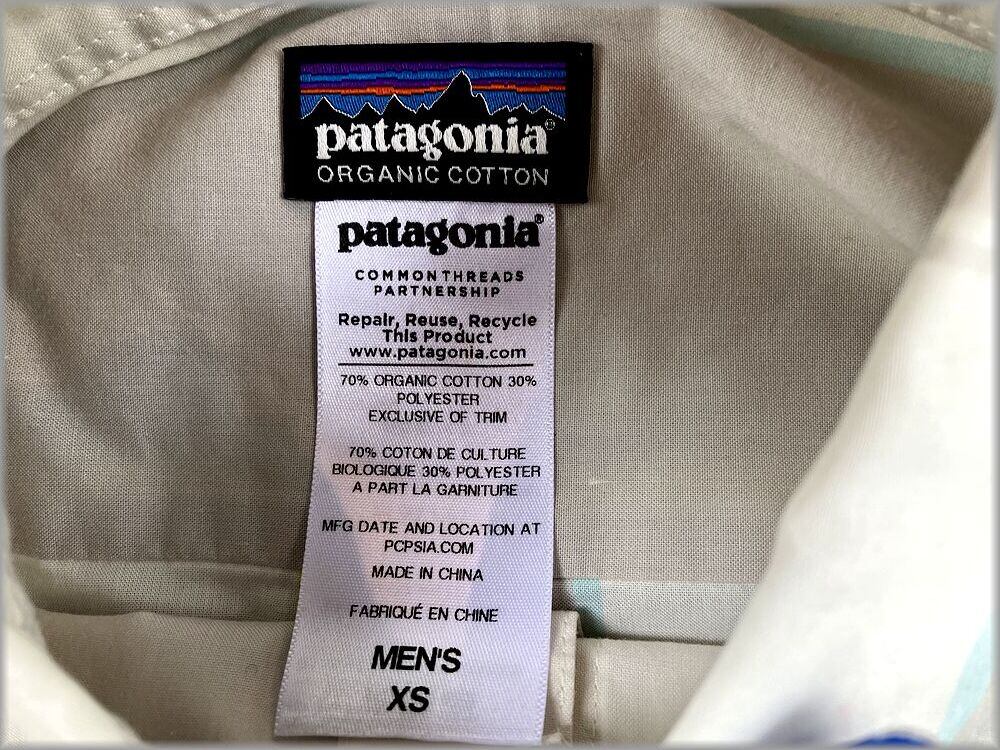 patagonia®
ORGANIC COTTON
patagonia®
COMMON THREADS
PARTNERSHIP
Repair, Reuse, Recycle
This Product
www.patagonia.com
70% ORGANIC COTTON 30%
POLYESTER
EXCLUSIVE OF TRIM
70% COTON DE CULTURE
BIOLOGIQUE 30% POLYESTER
A PART LA GARNITURE
MFG DATE AND LOCATION AT
PCPSIA.COM
MADE IN CHINA
FABRIQUÉ EN CHINE
MEN'S
XS